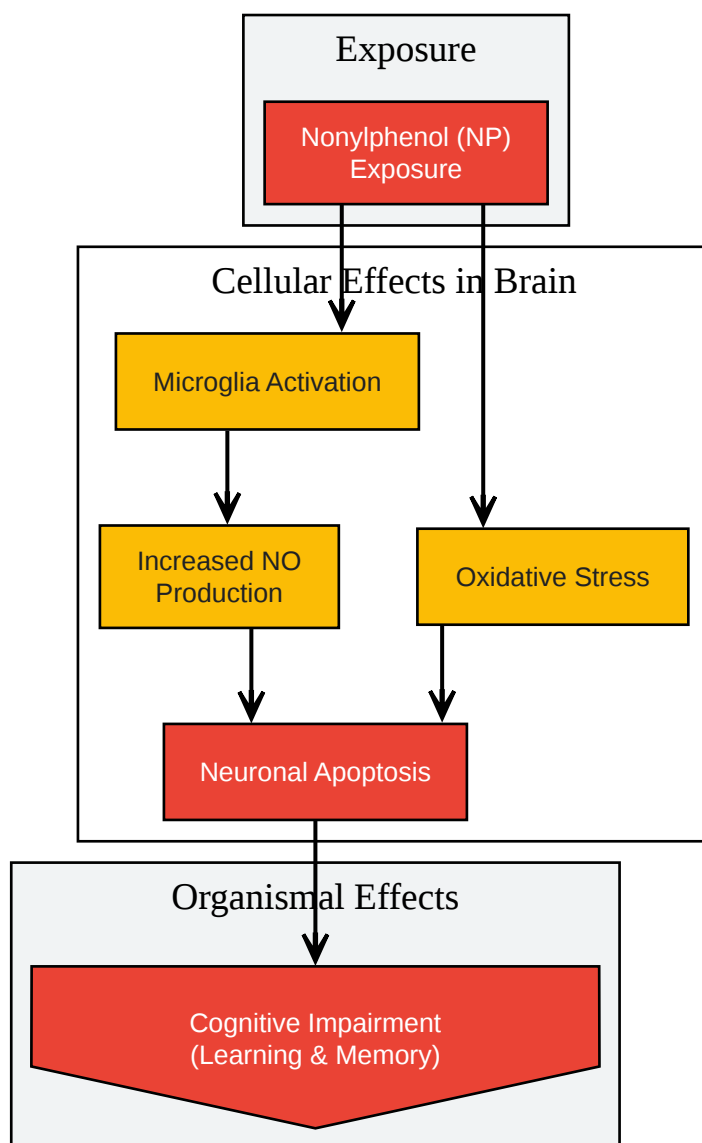 Exposure
Nonylphenol (NP)
Exposure
Cellular Effects in Brain
Microglia Activation
Increased NO
Production
Oxidative Stress
Neuronal Apoptosis
Organismal Effects
Cognitive Impairment
(Learning & Memory)